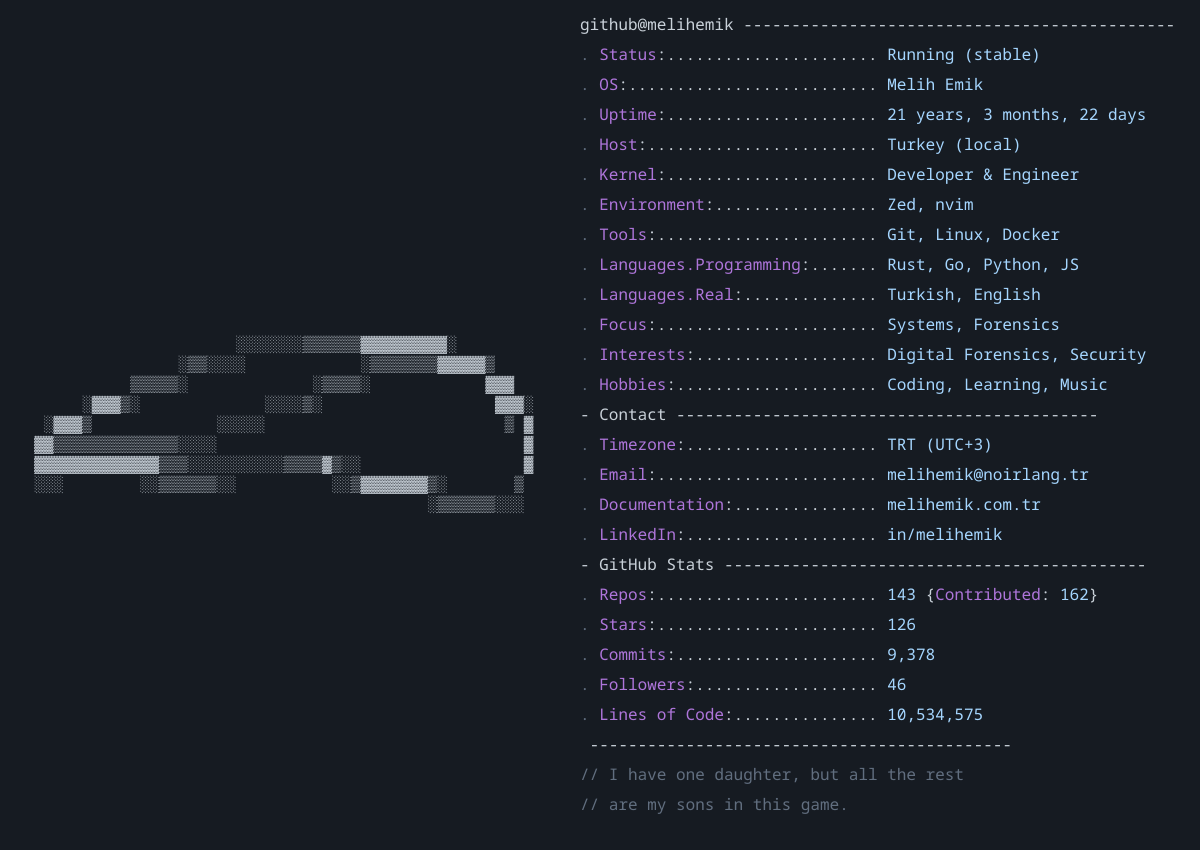 github@melihemik ---------------------------------------------
. Status:...................... Running (stable)
. OS:.......................... Melih Emik
. Uptime:...................... 21 years, 3 months, 22 days
. Host:........................ Turkey (local)
. Kernel:...................... Developer & Engineer
. Environment:................. Zed, nvim
. Tools:....................... Git, Linux, Docker
. Languages.Programming:....... Rust, Go, Python, JS
. Languages.Real:.............. Turkish, English
. Focus:....................... Systems, Forensics
. Interests:................... Digital Forensics, Security
. Hobbies:..................... Coding, Learning, Music
- Contact --------------------------------------------
. Timezone:.................... TRT (UTC+3)
. Email:....................... melihemik@noirlang.tr
. Documentation:............... melihemik.com.tr
. LinkedIn:.................... in/melihemik
- GitHub Stats --------------------------------------------
. Repos:....................... 143 {Contributed: 162}
. Stars:....................... 126
. Commits:..................... 9,378
. Followers:................... 46
. Lines of Code:............... 10,534,575
--------------------------------------------
// I have one daughter, but all the rest
// are my sons in this game.